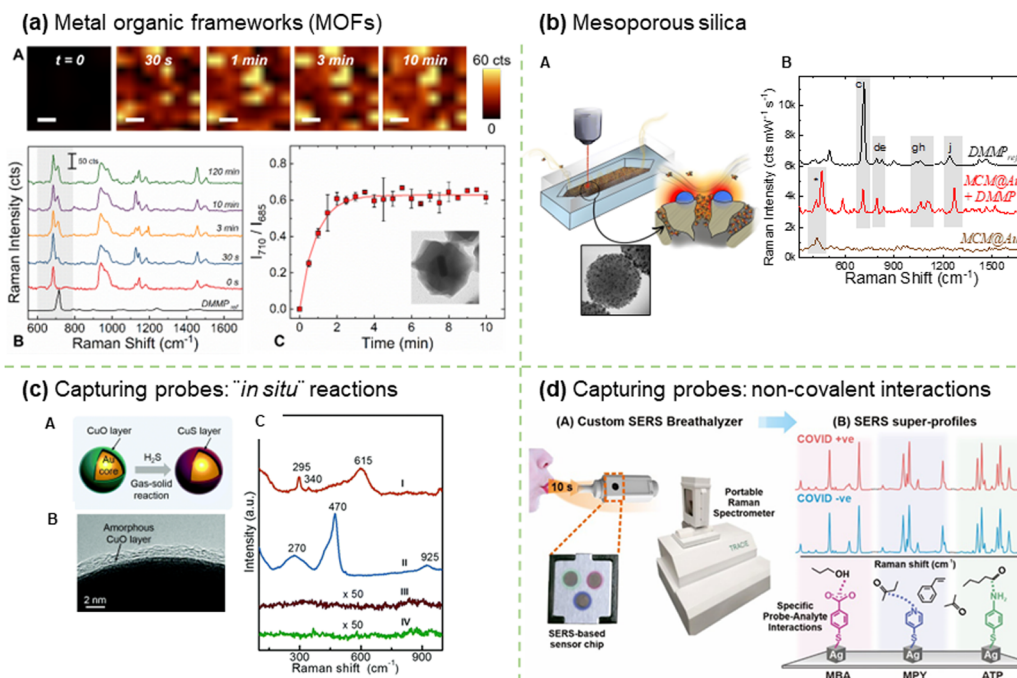 (a) Metal organic frameworks (MOFs)
A
t = 0
30 s
1 min
3 min
10 min
60 cts
0
50 cts
120 min
10 min
3 min
30 s
0 s
DMMP ref
Raman Intensity (cts)
600 800 1000 1200 1400 1600
B
Raman Shift (cm-1)
I710 / I685
0.8
0.6
0.4
0.2
0.0
0 2 4 6 8 10
C
Time (min)
(b) Mesoporous silica
A
B
Raman Intensity (cts mW-1 s-1)
10k
8k
6k
4k
2k
0k
c
de
gh
j
DMMP ref
*
MCM@Au
+ DMMP
MCM@Au
500 1000 1500
Raman Shift (cm-1)
(c) Capturing probes: ¨in situ¨ reactions
A
CuO layer
CuS layer
Au
core
H2S
Gas-solid
reaction
B
Amorphous
CuO layer
2 nm
C
Intensity (a.u.)
295
340
615
I
470
270
925
II
x 50
III
x 50
IV
300 600 900
Raman shift (cm-1)
(d) Capturing probes: non-covalent interactions
(A) Custom SERS Breathalyzer
(B) SERS super-profiles
10 s
Portable
Raman
Spectrometer
SERS-based
sensor chip
COVID +ve
COVID -ve
Raman shift (cm-1)
OH
NH2
N
S
S
S
Specific
Probe-Analyte
Interactions
Ag
Ag
Ag
MBA
MPY
ATP